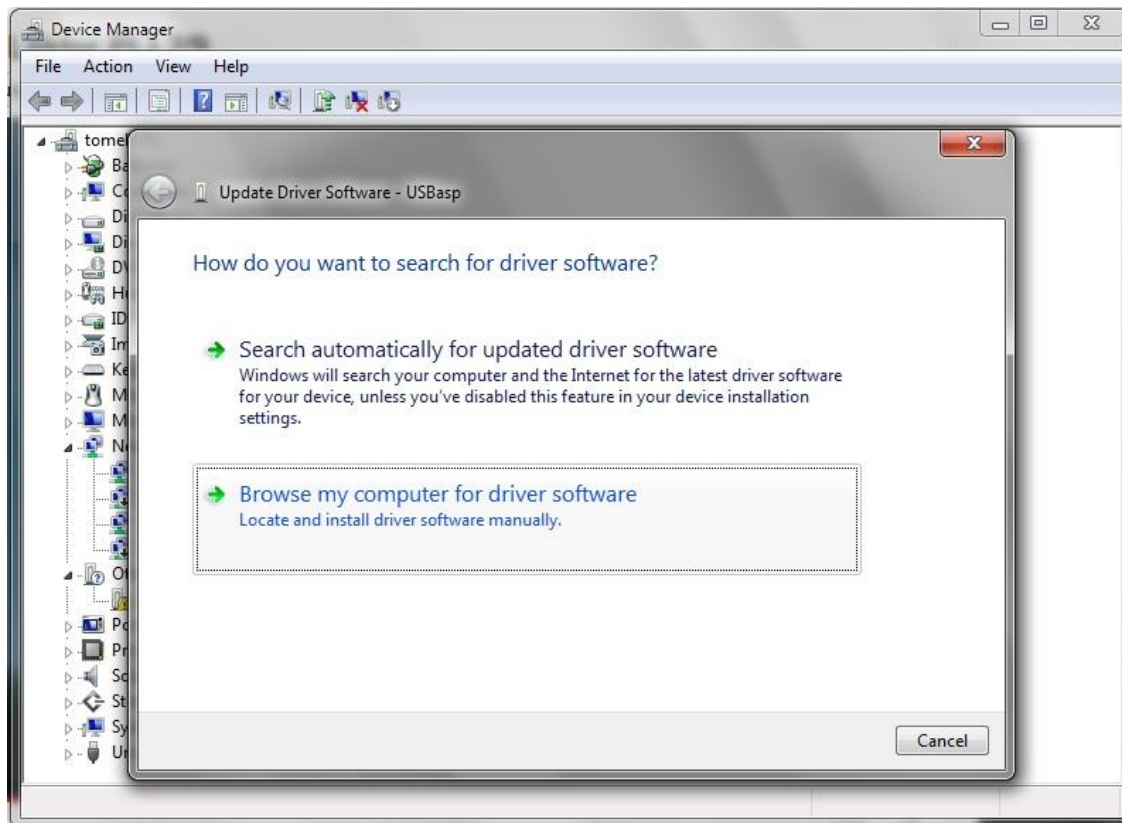 Device Manager
File Action View Help
Update Driver Software - USBasp
How do you want to search for driver software?
Search automatically for updated driver software
Windows will search your computer and the Internet for the latest driver software
for your device, unless you've disabled this feature in your device installation
settings.
Browse my computer for driver software
Locate and install driver software manually.
Cancel